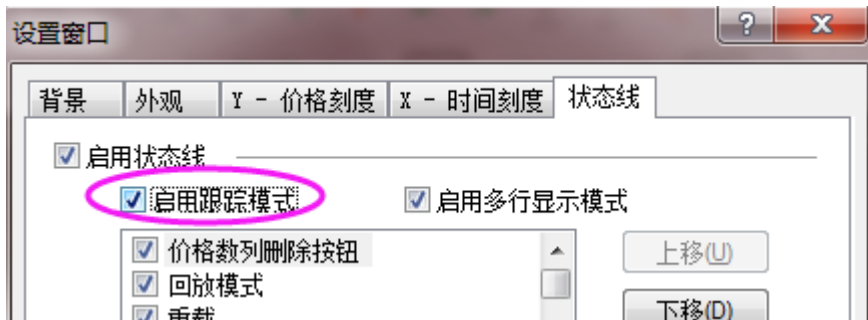 设置窗口
背景 外观 Y - 价格刻度 X - 时间刻度 状态线
启用状态线
启用跟踪模式 启用多行显示模式
价格数列删除按钮 上移(U)
回放模式
重载 下移(D)